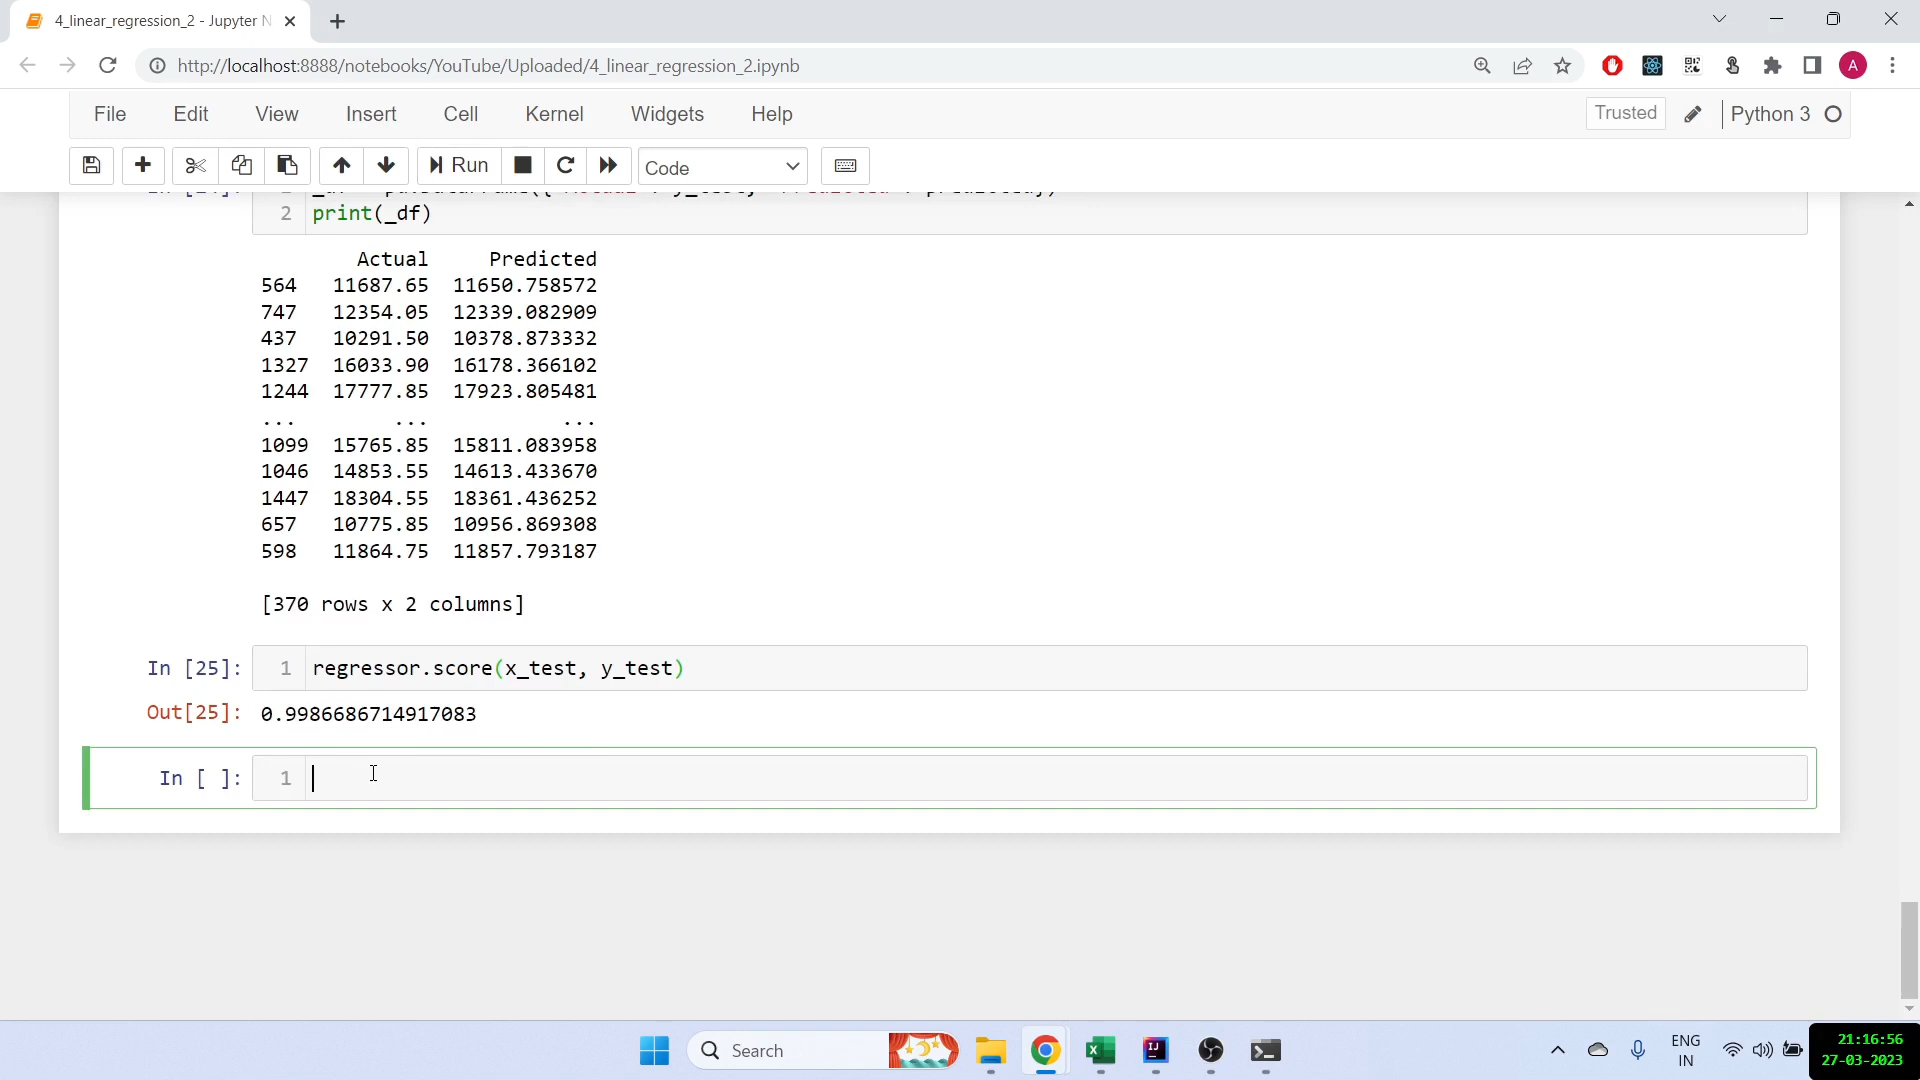 4_linear_regression_2 - Jupyter N
http://localhost:8888/notebooks/YouTube/Uploaded/4_linear_regression_2.ipynb
A
File Edit View Insert Cell Kernel Widgets Help
Trusted Python 3
Run Code
2 print(_df)
Actual Predicted
564 11687.65 11650.758572
747 12354.05 12339.082909
437 10291.50 10378.873332
1327 16033.90 16178.366102
1244 17777.85 17923.805481
... ... ...
1099 15765.85 15811.083958
1046 14853.55 14613.433670
1447 18304.55 18361.436252
657 10775.85 10956.869308
598 11864.75 11857.793187
[370 rows x 2 columns]
In [25]: 1 regressor.score(x_test, y_test)
Out[25]: 0.9986686714917083
In [ ]: 1
Search
IJ
ENG
IN
21:16:56
27-03-2023